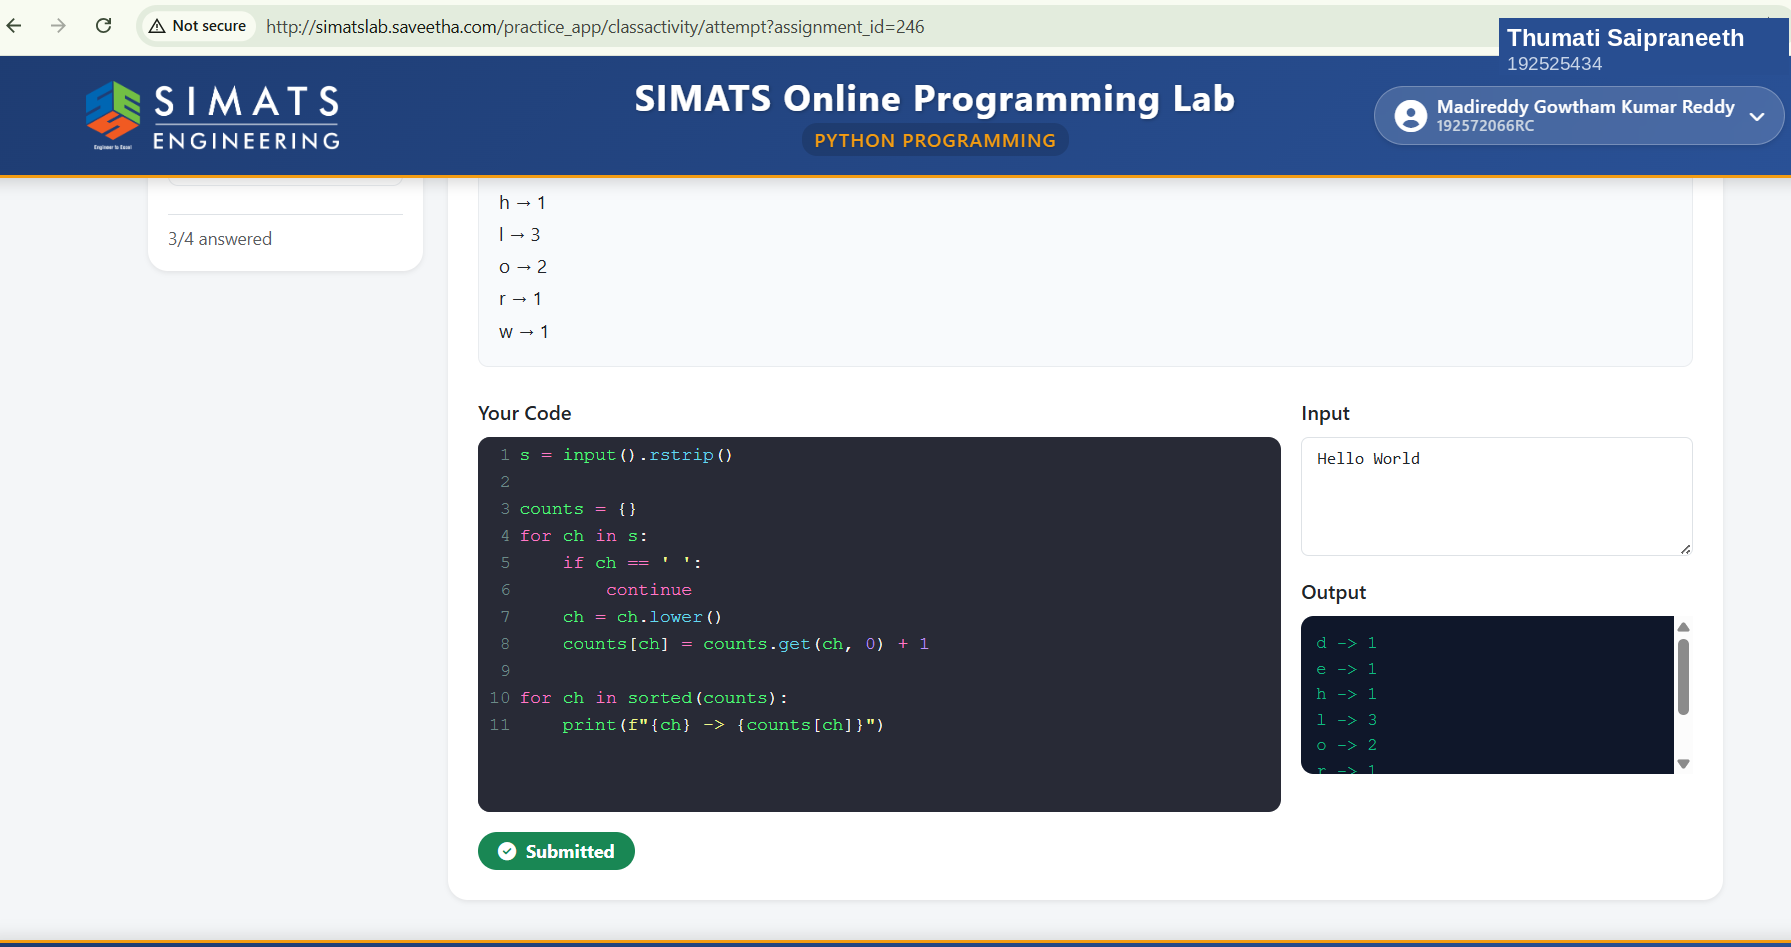 Not secure
http://simatslab.saveetha.com/practice_app/classactivity/attempt?assignment_id=246
Thumati Saipraneeth
192525434
SIMATS
ENGINEERING
Engineer to Excel
SIMATS Online Programming Lab
PYTHON PROGRAMMING
Madireddy Gowtham Kumar Reddy
192572066RC
3/4 answered
h → 1
l → 3
o → 2
r → 1
w → 1
Your Code
1 s = input().rstrip()
2
3 counts = {}
4 for ch in s:
5     if ch == ' ':
6         continue
7     ch = ch.lower()
8     counts[ch] = counts.get(ch, 0) + 1
9
10 for ch in sorted(counts):
11     print(f"{ch} -> {counts[ch]}")
Submitted
Input
Hello World
Output
d -> 1
e -> 1
h -> 1
l -> 3
o -> 2
r -> 1